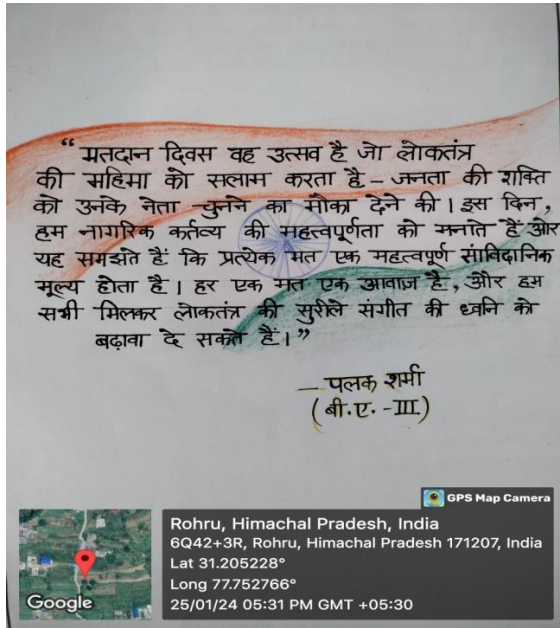 “मतदान दिवस वह उत्सव है जो लोकतंत्र
की महिमा को सलाम करता है – जनता की शक्ति
को उनके नेता चुनने का मौका देने की। इस दिन,
हम नागरिक कर्तव्य की महत्वपूर्णता को मनाते हैं और
यह समझते हैं कि प्रत्येक मत एक महत्वपूर्ण सांविदानिक
मूल्य होता है। हर एक मत एक आवाज़ है, और हम
सभी मिलकर लोकतंत्र की सुरीले संगीत की ध्वनि को
बढ़ावा दे सकते हैं।”
—पलक शर्मा
(बी.ए. -III)
GPS Map Camera
Rohru, Himachal Pradesh, India
6Q42+3R, Rohru, Himachal Pradesh 171207, India
Lat 31.205228°
Long 77.752766°
25/01/24 05:31 PM GMT +05:30
Google